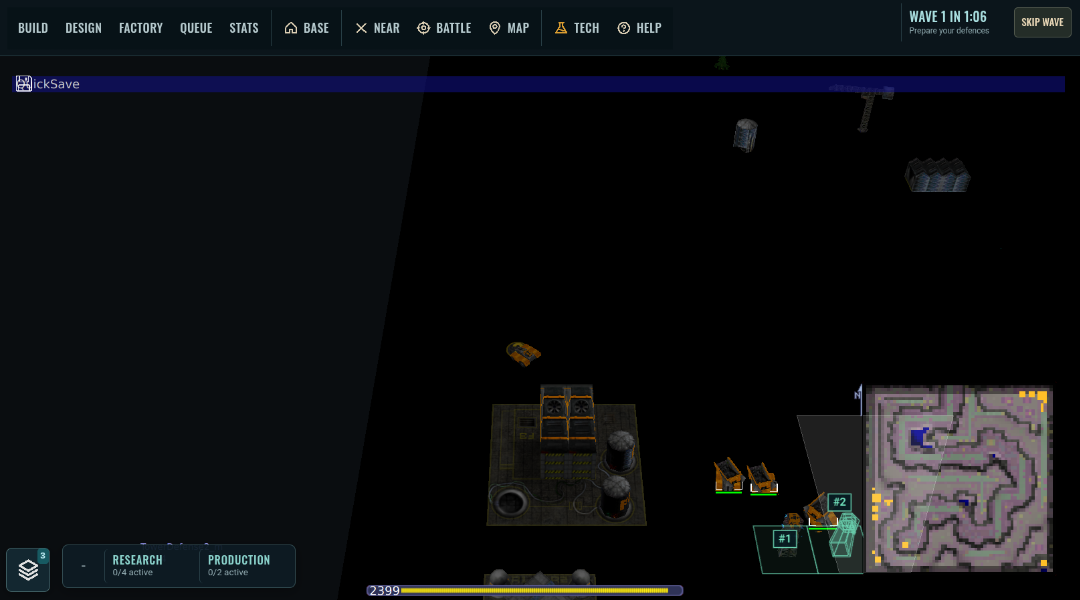 BUILD DESIGN FACTORY QUEUE STATS BASE NEAR BATTLE MAP TECH HELP
WAVE 1 IN 1:06
Prepare your defences
SKIP WAVE
ickSave
N
#2
#1
3
-
RESEARCH
0/4 active
PRODUCTION
0/2 active
2399